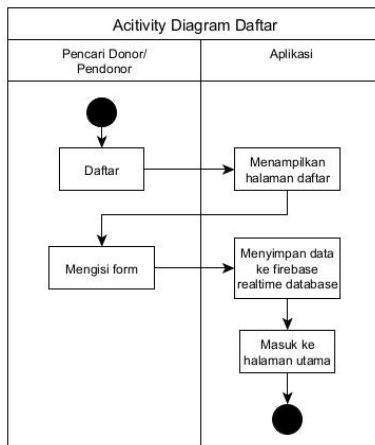 Acitivity Diagram Daftar
Pencari Donor/
Pendonor
Aplikasi
Daftar
Menampilkan
halaman daftar
Mengisi form
Menyimpan data
ke firebase
realtime database
Masuk ke
halaman utama